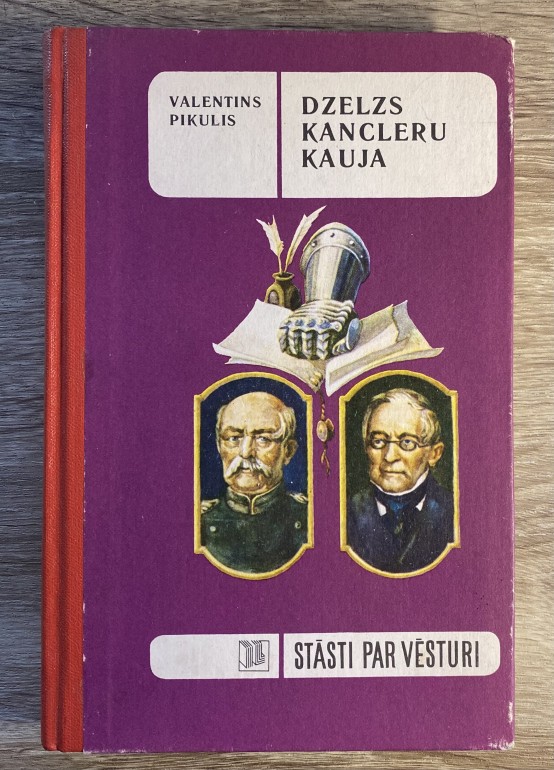 VALENTINS
PIKULIS
DZELZS
KANCLERU
KAUJA
STĀSTI PAR VĒSTURI